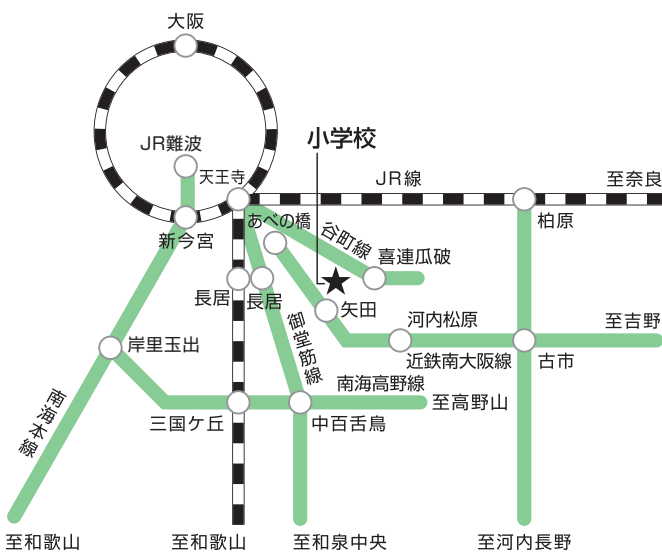 大阪
小学校
JR難波
天王寺
JR線
至奈良
あべの橋
柏原
新今宮
谷町線
喜連瓜破
長居
長居
矢田
河内松原
至吉野
御堂筋線
岸里玉出
近鉄南大阪線
古市
南海高野線
至高野山
南海本線
三国ケ丘
中百舌鳥
至和歌山
至和歌山
至和泉中央
至河内長野